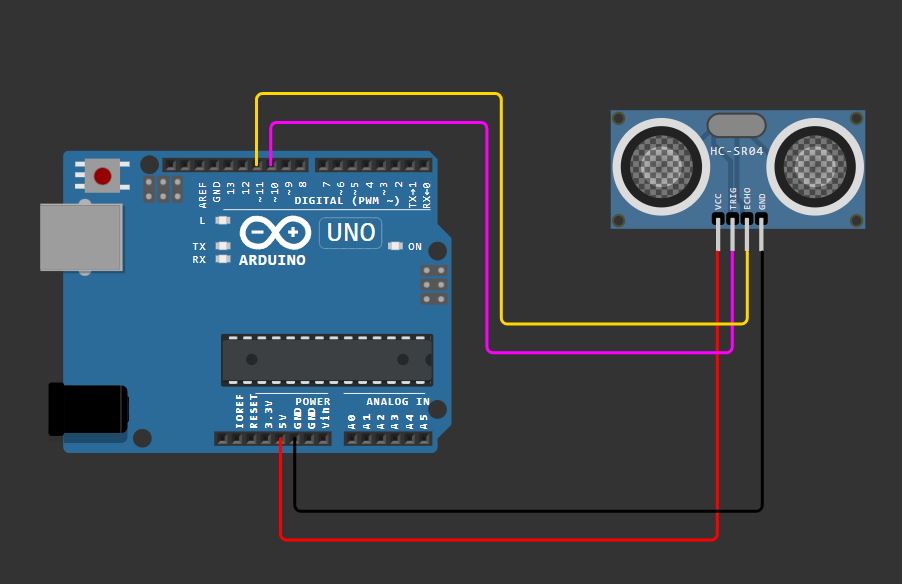 HC-SR04
VCC
TRIG
ECHO
GND
AREF
GND
13
12
~11
~10
~9
8
7
~6
~5
4
~3
2
TX→1
RX←0
DIGITAL (PWM ~)
L
TX
RX
UNO
ON
ARDUINO
POWER
ANALOG IN
IOREF
RESET
3.3V
5V
GND
GND
Vin
A0
A1
A2
A3
A4
A5